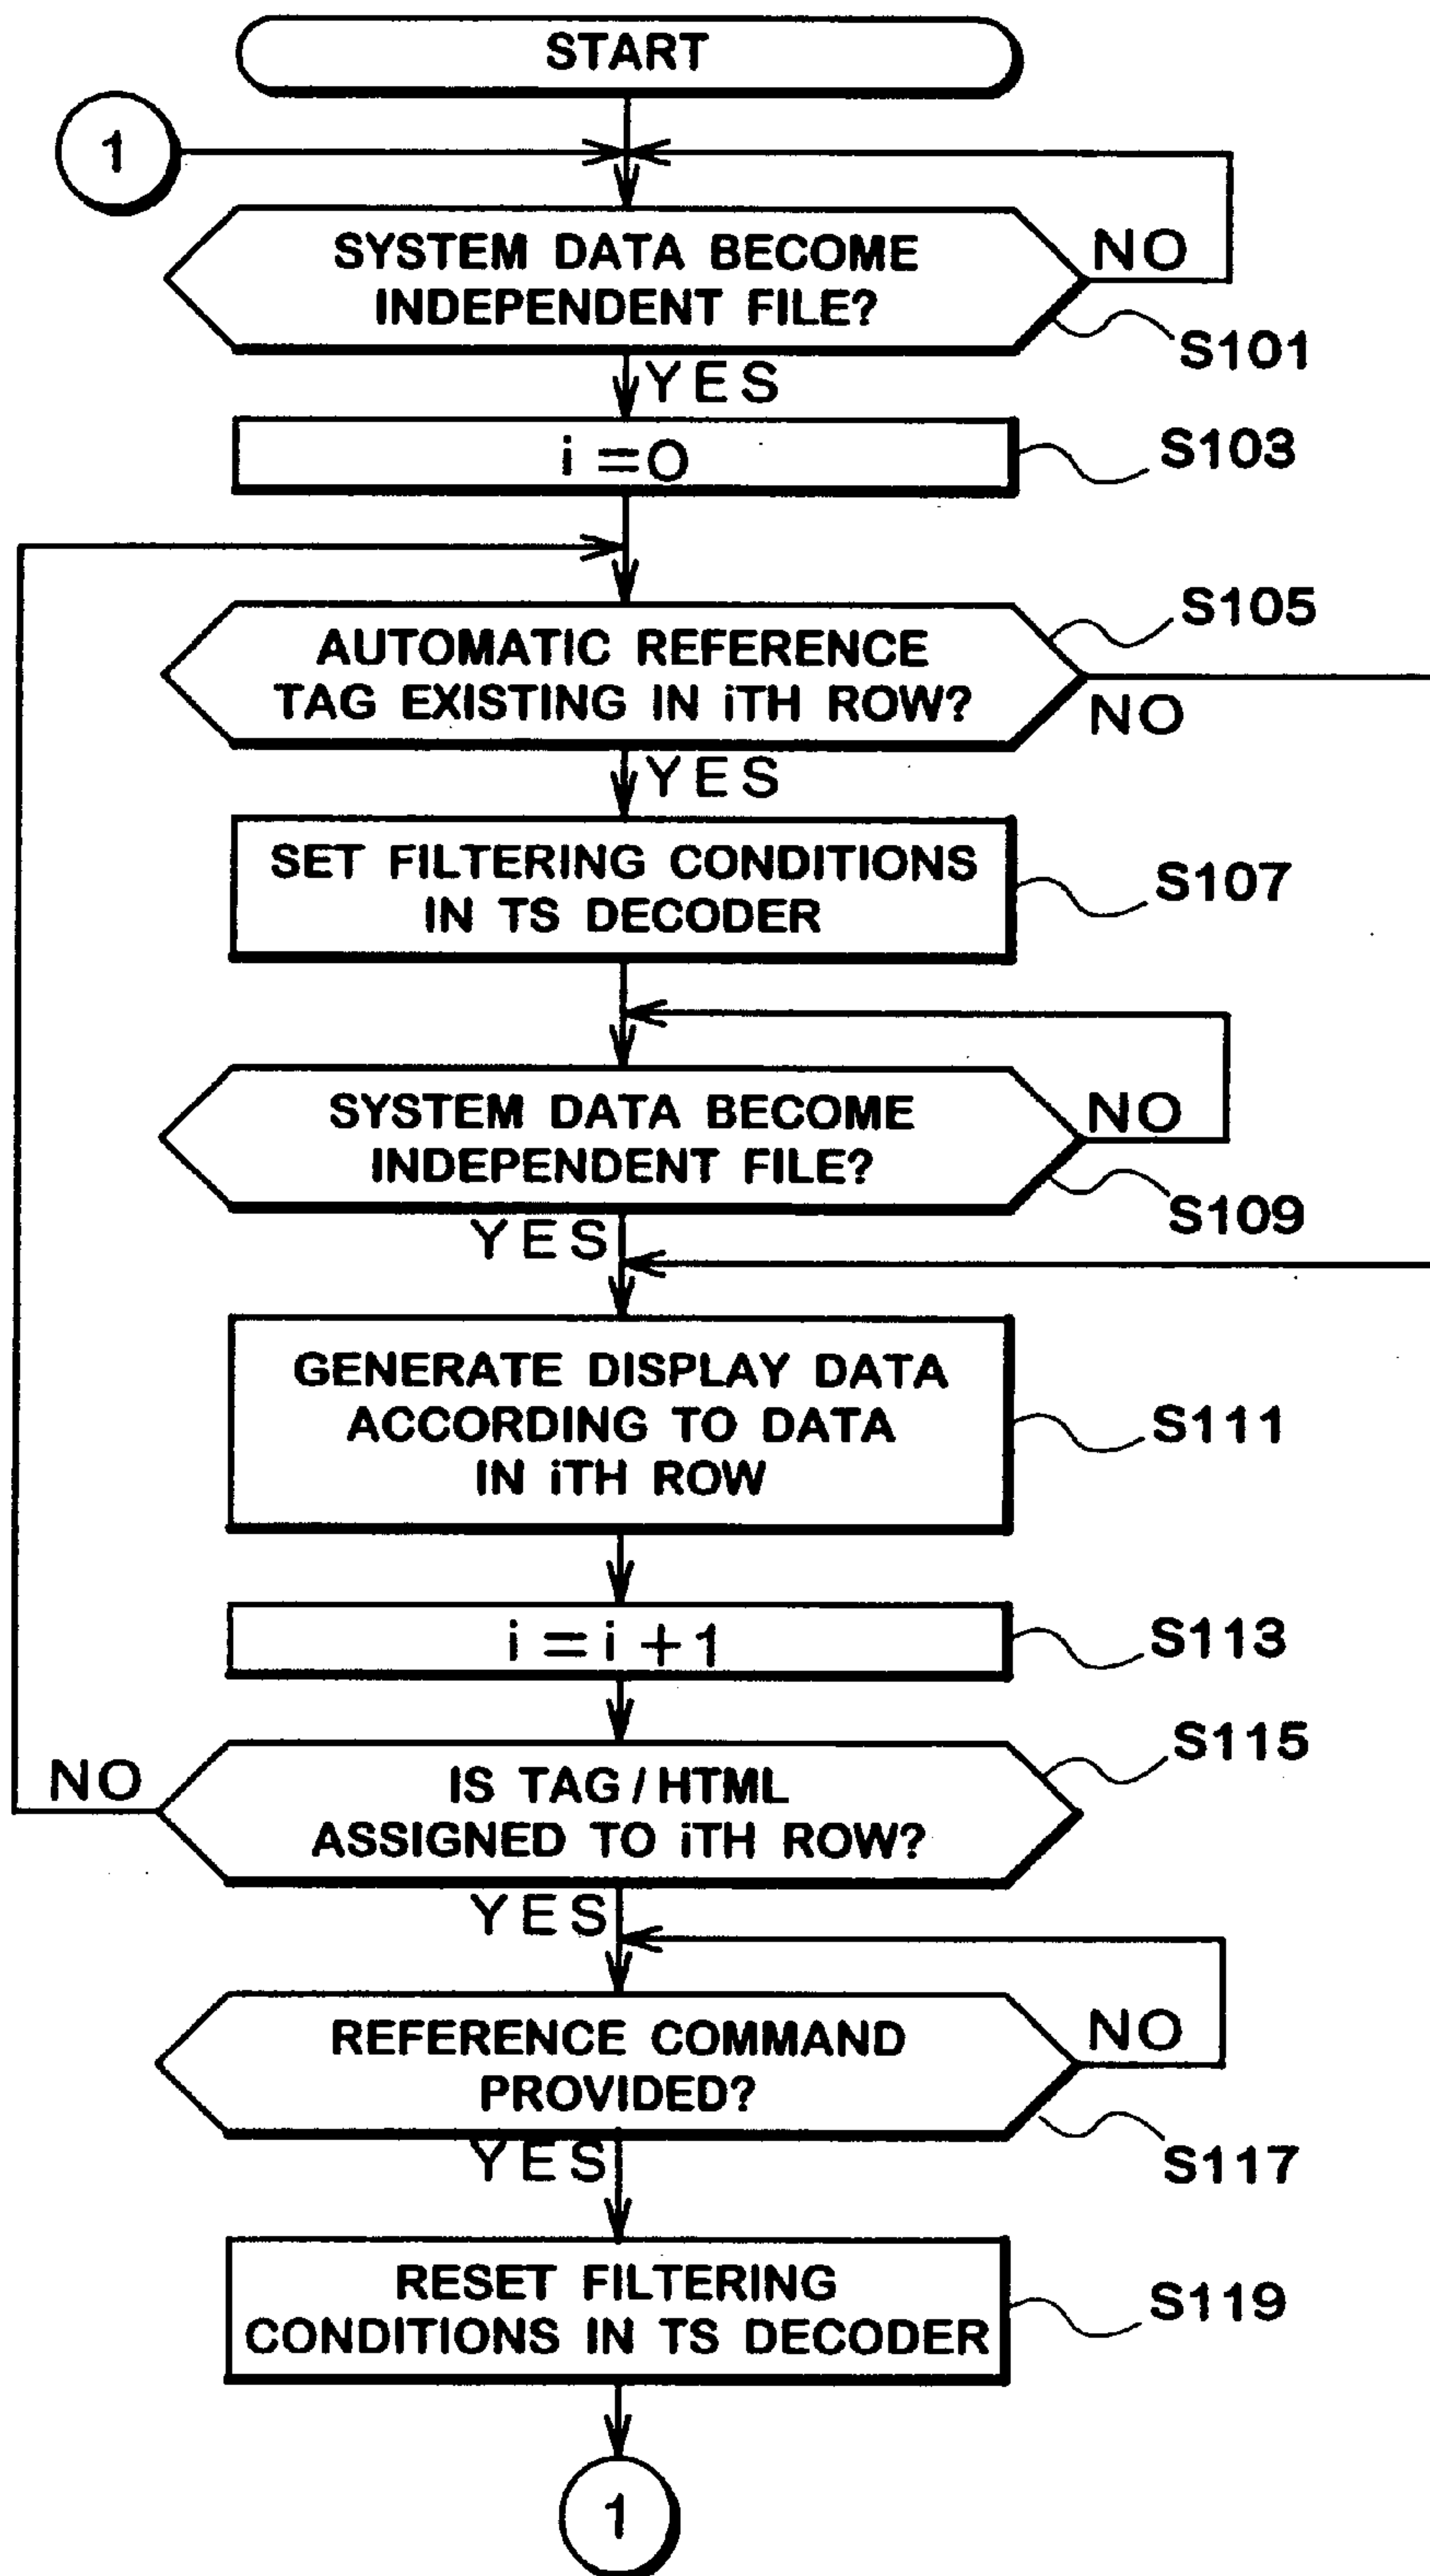 START
1
SYSTEM DATA BECOME
INDEPENDENT FILE?
NO
S101
YES
i=0
S103
S105
AUTOMATIC REFERENCE
TAG EXISTING IN iTH ROW?
NO
YES
SET FILTERING CONDITIONS
IN TS DECODER
S107
SYSTEM DATA BECOME
INDEPENDENT FILE?
NO
S109
YES
GENERATE DISPLAY DATA
ACCORDING TO DATA
IN iTH ROW
S111
i=i+1
S113
S115
NO
IS TAG/HTML
ASSIGNED TO iTH ROW?
YES
REFERENCE COMMAND
PROVIDED?
NO
S117
YES
RESET FILTERING
CONDITIONS IN TS DECODER
S119
1